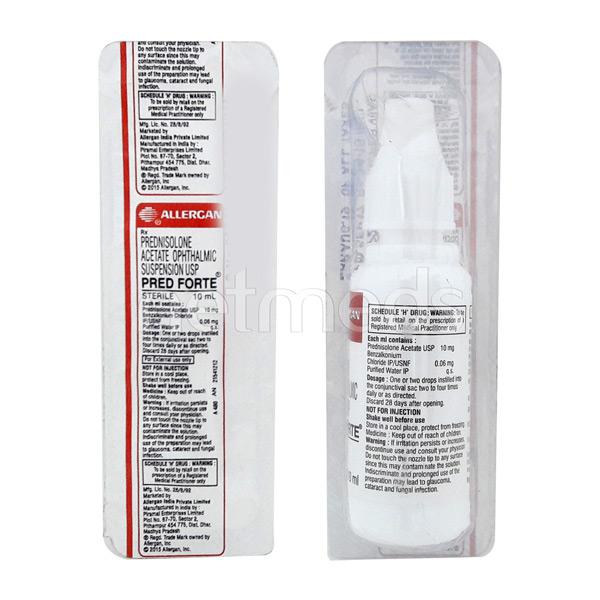 and consult your physician.
Do not touch the nozzle tip to
any surface since this may
contaminate the solution.
Indiscriminate and prolonged
use of the preparation may lead
to glaucoma, cataract and fungal
infection.
SCHEDULE 'H' DRUG : WARNING :
To be sold by retail on the
prescription of a Registered
Medical Practitioner only
Mfg. Lic. No. 28/8/92
Marketed by
Allergan India Private Limited
Manufactured in India by :
Piramal Enterprises Limited
Plot No. 67-70, Sector 2,
Pithampur 454 775, Dist. Dhar,
Madhya Pradesh
® Regd. Trade Mark owned by
Allergan, Inc.
© 2015 Allergan, Inc.
ALLERGAN
Rx
PREDNISOLONE
ACETATE OPHTHALMIC
SUSPENSION USP
PRED FORTE®
STERILE 10 mL
Each ml contains :
Prednisolone Acetate USP 10 mg
Benzalkonium Chloride
IP/USNF 0.06 mg
Purified Water IP q.s.
Dosage : One or two drops instilled
into the conjunctival sac two to four
times daily or as directed.
Discard 28 days after opening.
For External use only
NOT FOR INJECTION
Store in a cool place,
protect from freezing.
Shake well before use
Medicine : Keep out of
reach of children.
Warning : If irritation persists
or increases, discontinue use
and consult your physician.
Do not touch the nozzle tip to
any surface since this may
contaminate the solution.
Indiscriminate and prolonged
use of the preparation may lead
to glaucoma, cataract and fungal
infection.
SCHEDULE 'H' DRUG : WARNING :
To be sold by retail on the
prescription of a Registered
Medical Practitioner only
Mfg. Lic. No. 28/8/92
Marketed by
Allergan India Private Limited
Manufactured in India by :
Piramal Enterprises Limited
Plot No. 67-70, Sector 2,
Pithampur 454 775, Dist. Dhar,
Madhya Pradesh
® Regd. Trade Mark owned by
Allergan, Inc.
© 2015 Allergan, Inc.
SCHEDULE 'H' DRUG : WARNING: To be
sold by retail on the prescription of a
Registered Medical Practitioner only
Each ml contains :
Prednisolone Acetate USP 10 mg
Benzalkonium
Chloride IP/USNF 0.06 mg
Purified Water IP q.s.
Dosage : One or two drops instilled into
the conjunctival sac two to four times
daily or as directed.
Discard 28 days after opening.
NOT FOR INJECTION
Shake well before use
Store in a cool place, protect from freezing.
Medicine : Keep out of reach of children.
Warning : If irritation persists or increases,
discontinue use and consult your physician
Do not touch the nozzle tip to any surface
since this may contaminate the solution.
Indiscriminate and prolonged use of the
preparation may lead to glaucoma,
cataract and fungal infection.